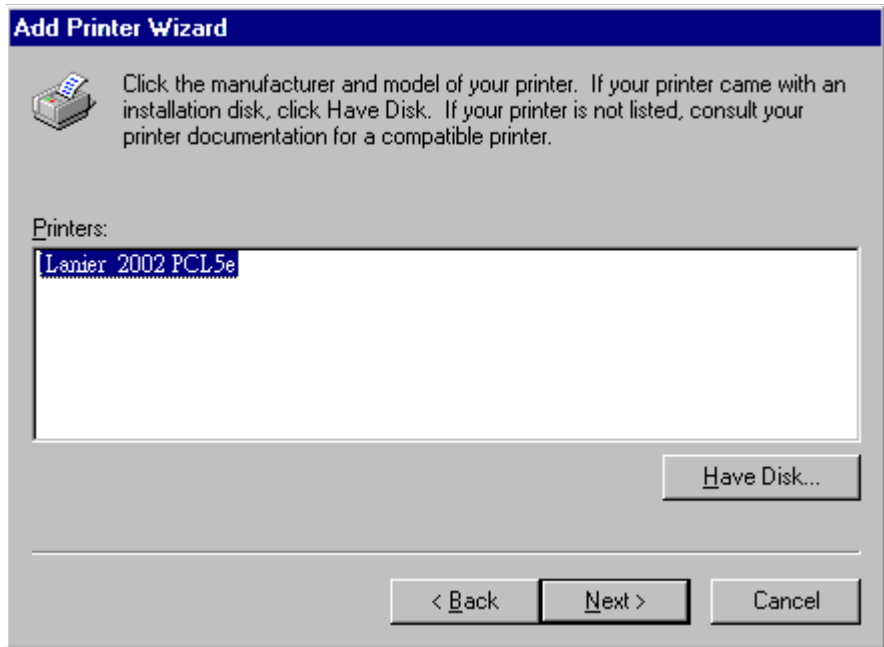 Add Printer Wizard
Click the manufacturer and model of your printer.  If your printer came with an
installation disk, click Have Disk.  If your printer is not listed, consult your
printer documentation for a compatible printer.
Printers:
Lanier  2002 PCL5e
Have Disk...
< Back
Next >
Cancel